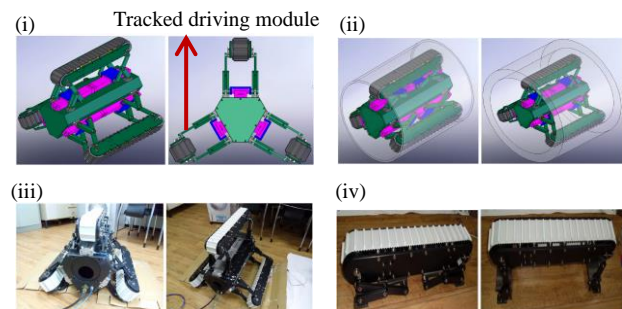 (i)
Tracked driving module
(ii)
(iii)
(iv)